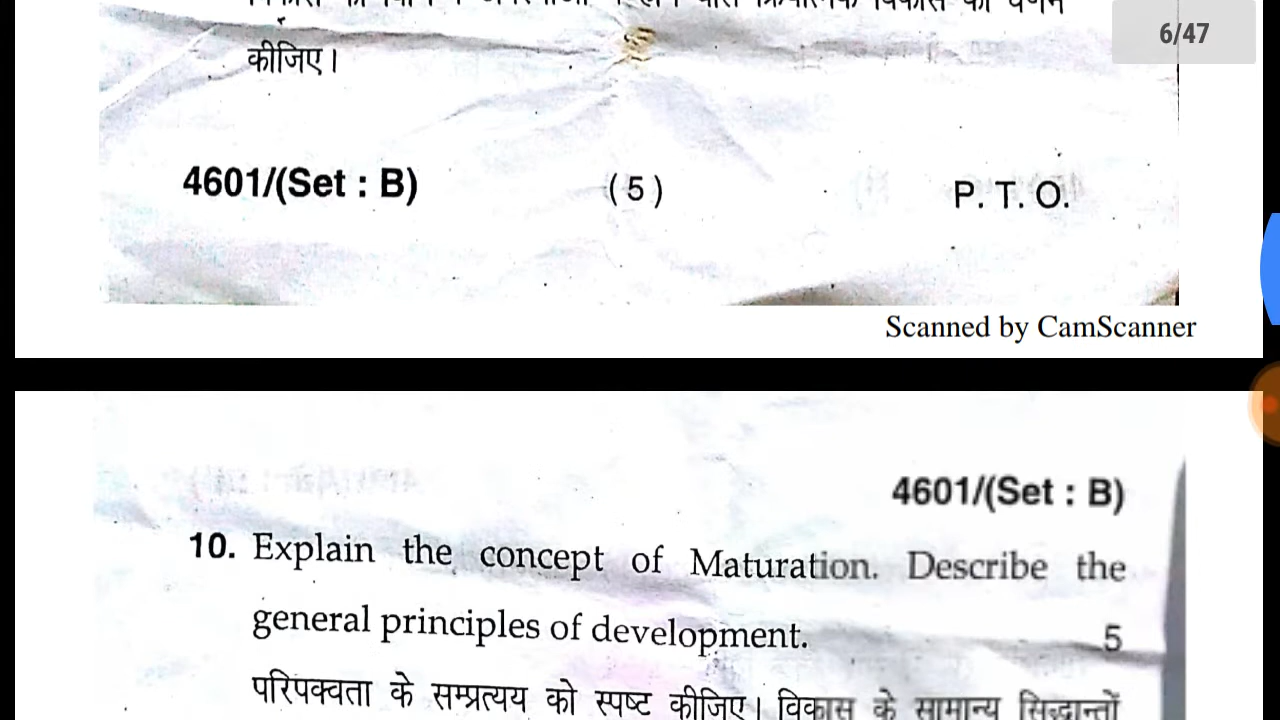 6/47
कीजिए।
4601/(Set : B)
( 5 )
P. T. O.
Scanned by CamScanner
4601/(Set : B)
10. Explain the concept of Maturation. Describe the
general principles of development. 5
परिपक्वता के सम्प्रत्यय को स्पष्ट कीजिए। विकास के सामान्य सिद्धान्तों